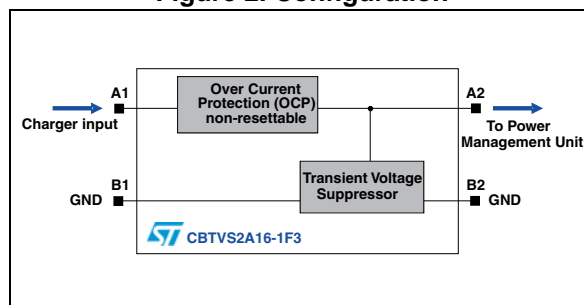 Figure 2. Configuration
A1
Over Current
Protection (OCP)
non-resettable
A2
Charger input
To Power
Management Unit
B1
Transient Voltage
Suppressor
B2
GND
GND
ST CBTVS2A16-1F3